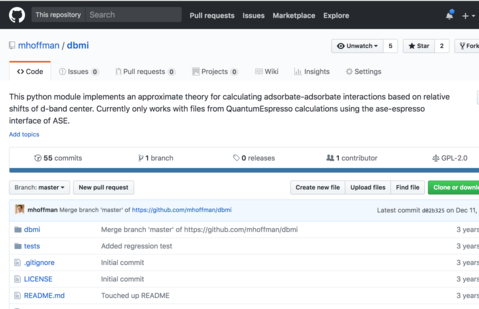 This repository Search Pull requests Issues Marketplace Explore
mhoffman / dbmi Unwatch 5 Star 2 Fork
Code Issues 0 Pull requests 0 Projects 0 Wiki Insights Settings
This python module implements an approximate theory for calculating adsorbate-adsorbate interactions based on relative
shifts of d-band center. Currently only works with files from QuantumEspresso calculations using the ase-espresso
interface of ASE.
Add topics
55 commits 1 branch 0 releases 1 contributor GPL-2.0
Branch: master New pull request Create new file Upload files Find file Clone or downlo
mhoffman Merge branch 'master' of https://github.com/mhoffman/dbmi Latest commit d02b325 on Dec 11,
dbmi Merge branch 'master' of https://github.com/mhoffman/dbmi 3 years
tests Added regression test 3 years
.gitignore Initial commit 3 years
LICENSE Initial commit 3 years
README.md Touched up README 3 years